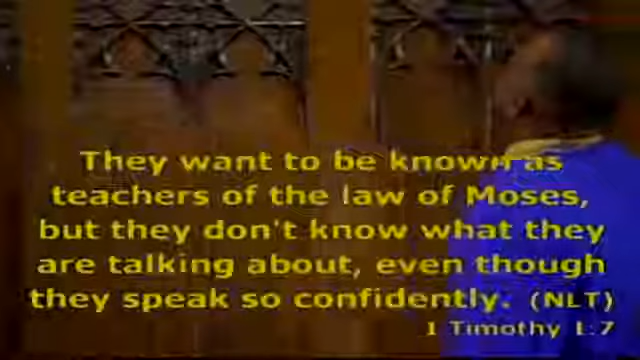 They want to be known as
teachers of the law of Moses,
but they don't know what they
are talking about, even though
they speak so confidently. (NLT)
1 Timothy 1:7